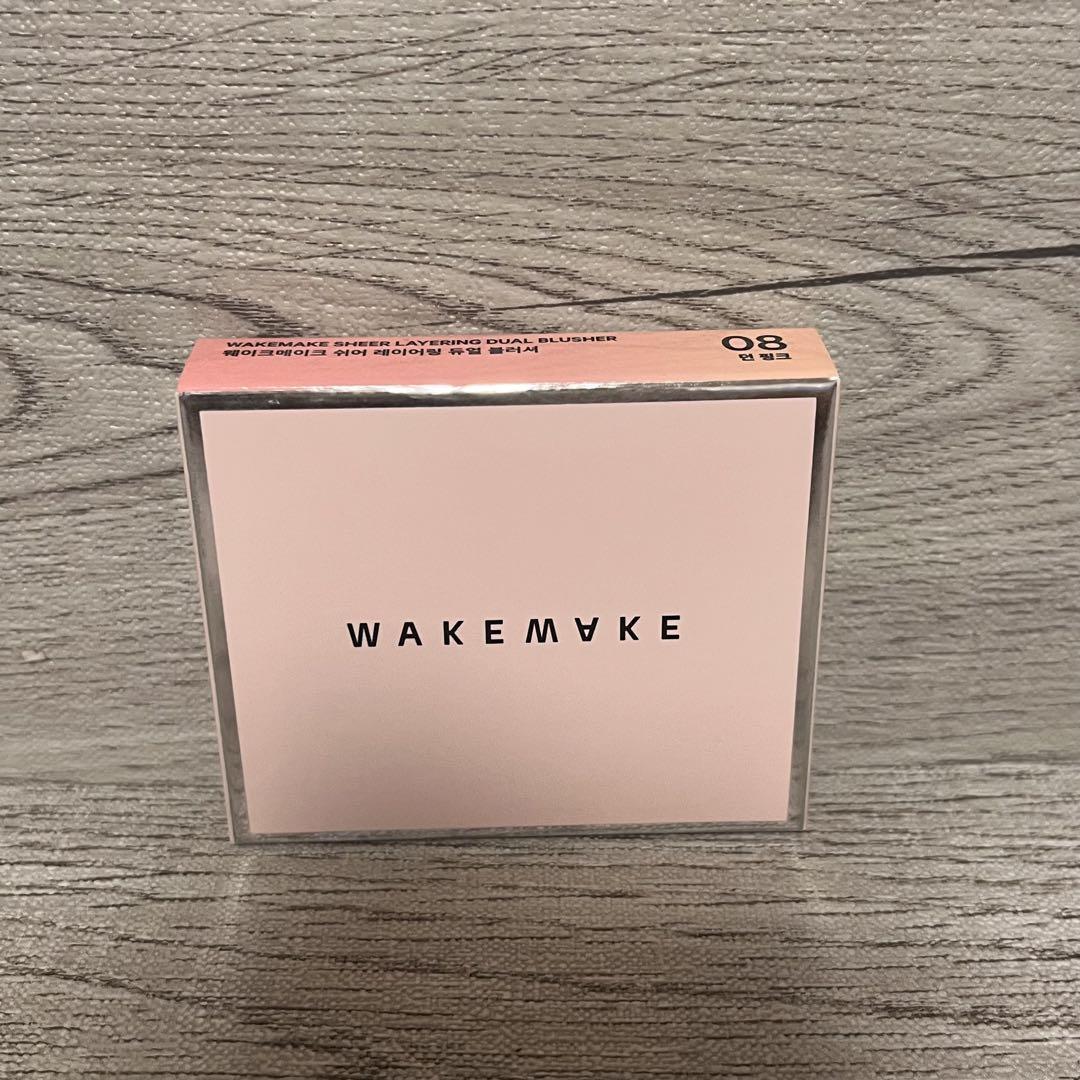 WAKEMAKE SHEER LAYERING DUAL BLUSHER
웨이크메이크 쉬어 레이어링 듀얼 블러셔
08
언 핑크
WAKEMAKE